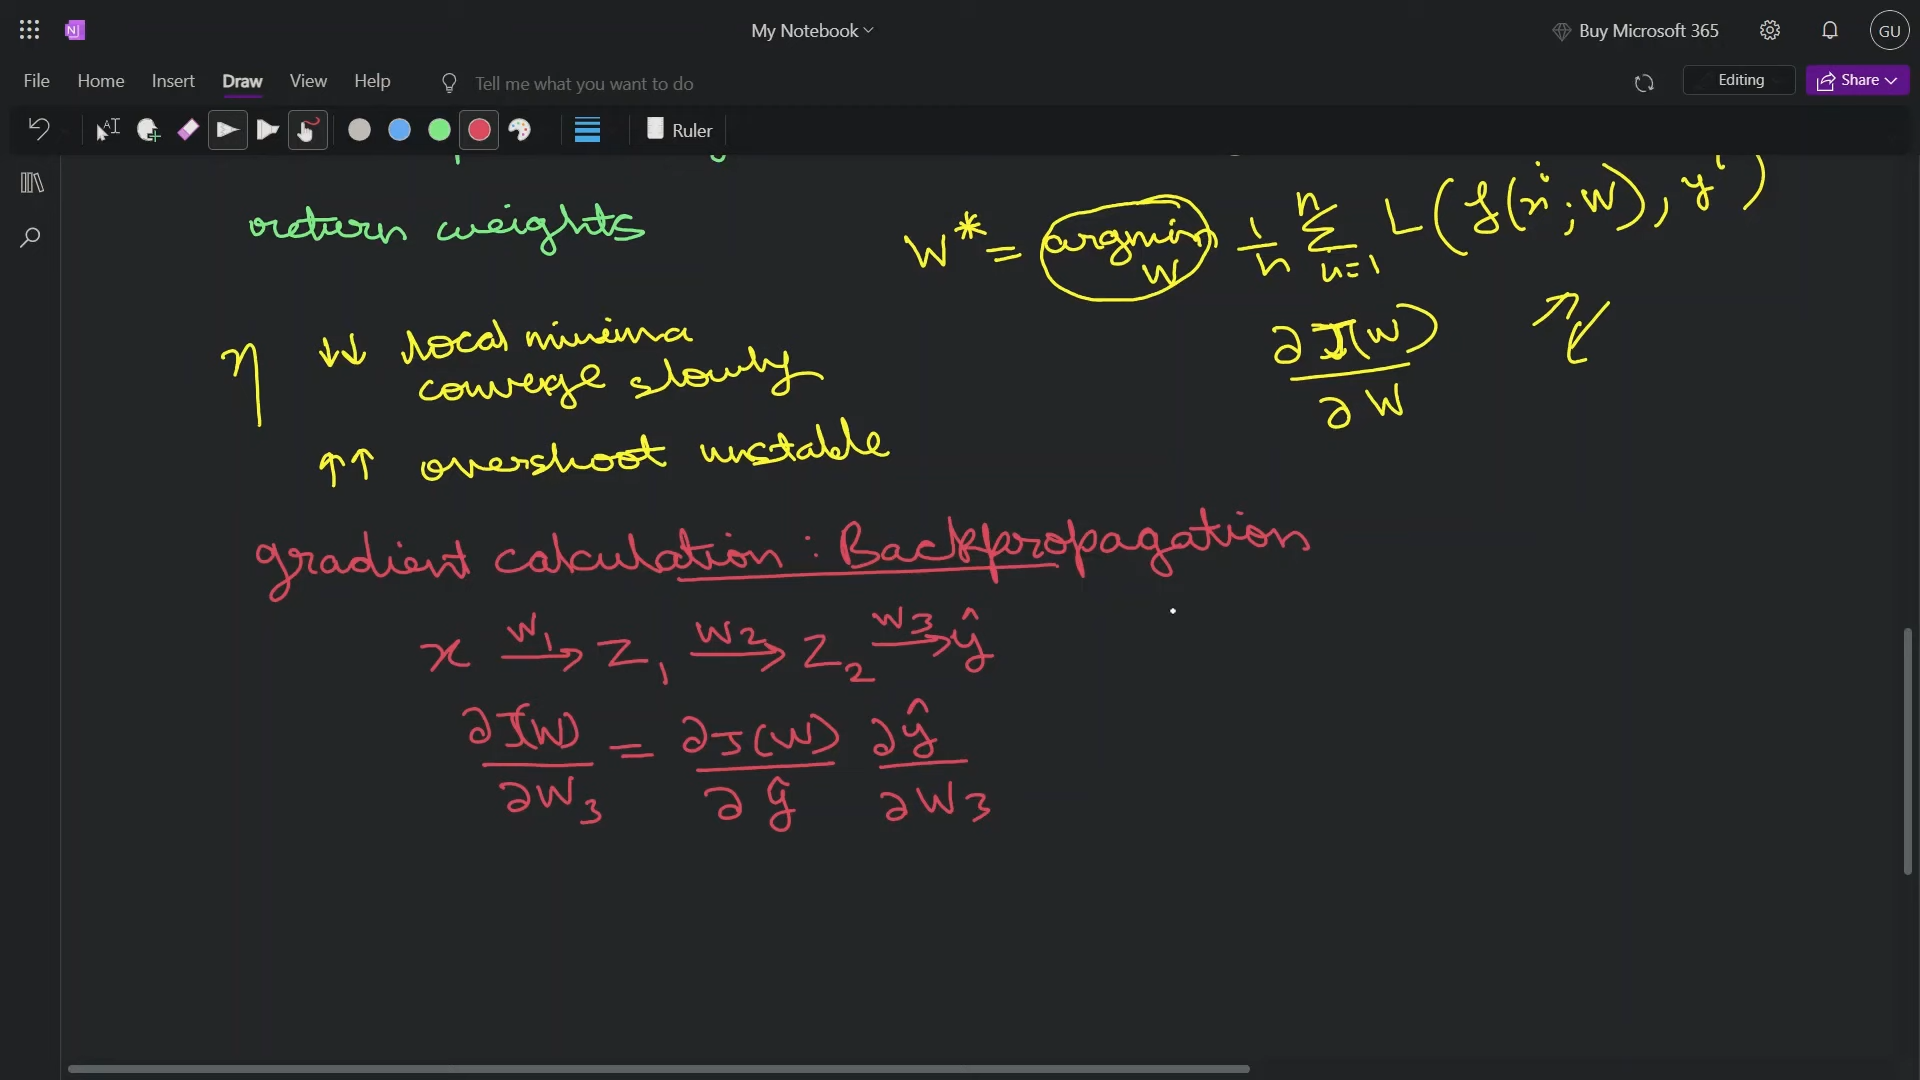 My Notebook
Buy Microsoft 365
GU
File Home Insert Draw View Help
Tell me what you want to do
Editing
Share
Ruler
return weights
W* = argmin W 1/n n Σ n=1 L(f(xⁱ; W), yⁱ)
∂J(W) / ∂W
η ↓↓ local minima
converge slowly
↑↑ overshoot unstable
gradient calculation : Backpropagation
x W1→ Z1 W2→ Z2 W3→ ŷ
∂J(W) / ∂W3 = ∂J(W) / ∂ŷ ∂ŷ / ∂W3